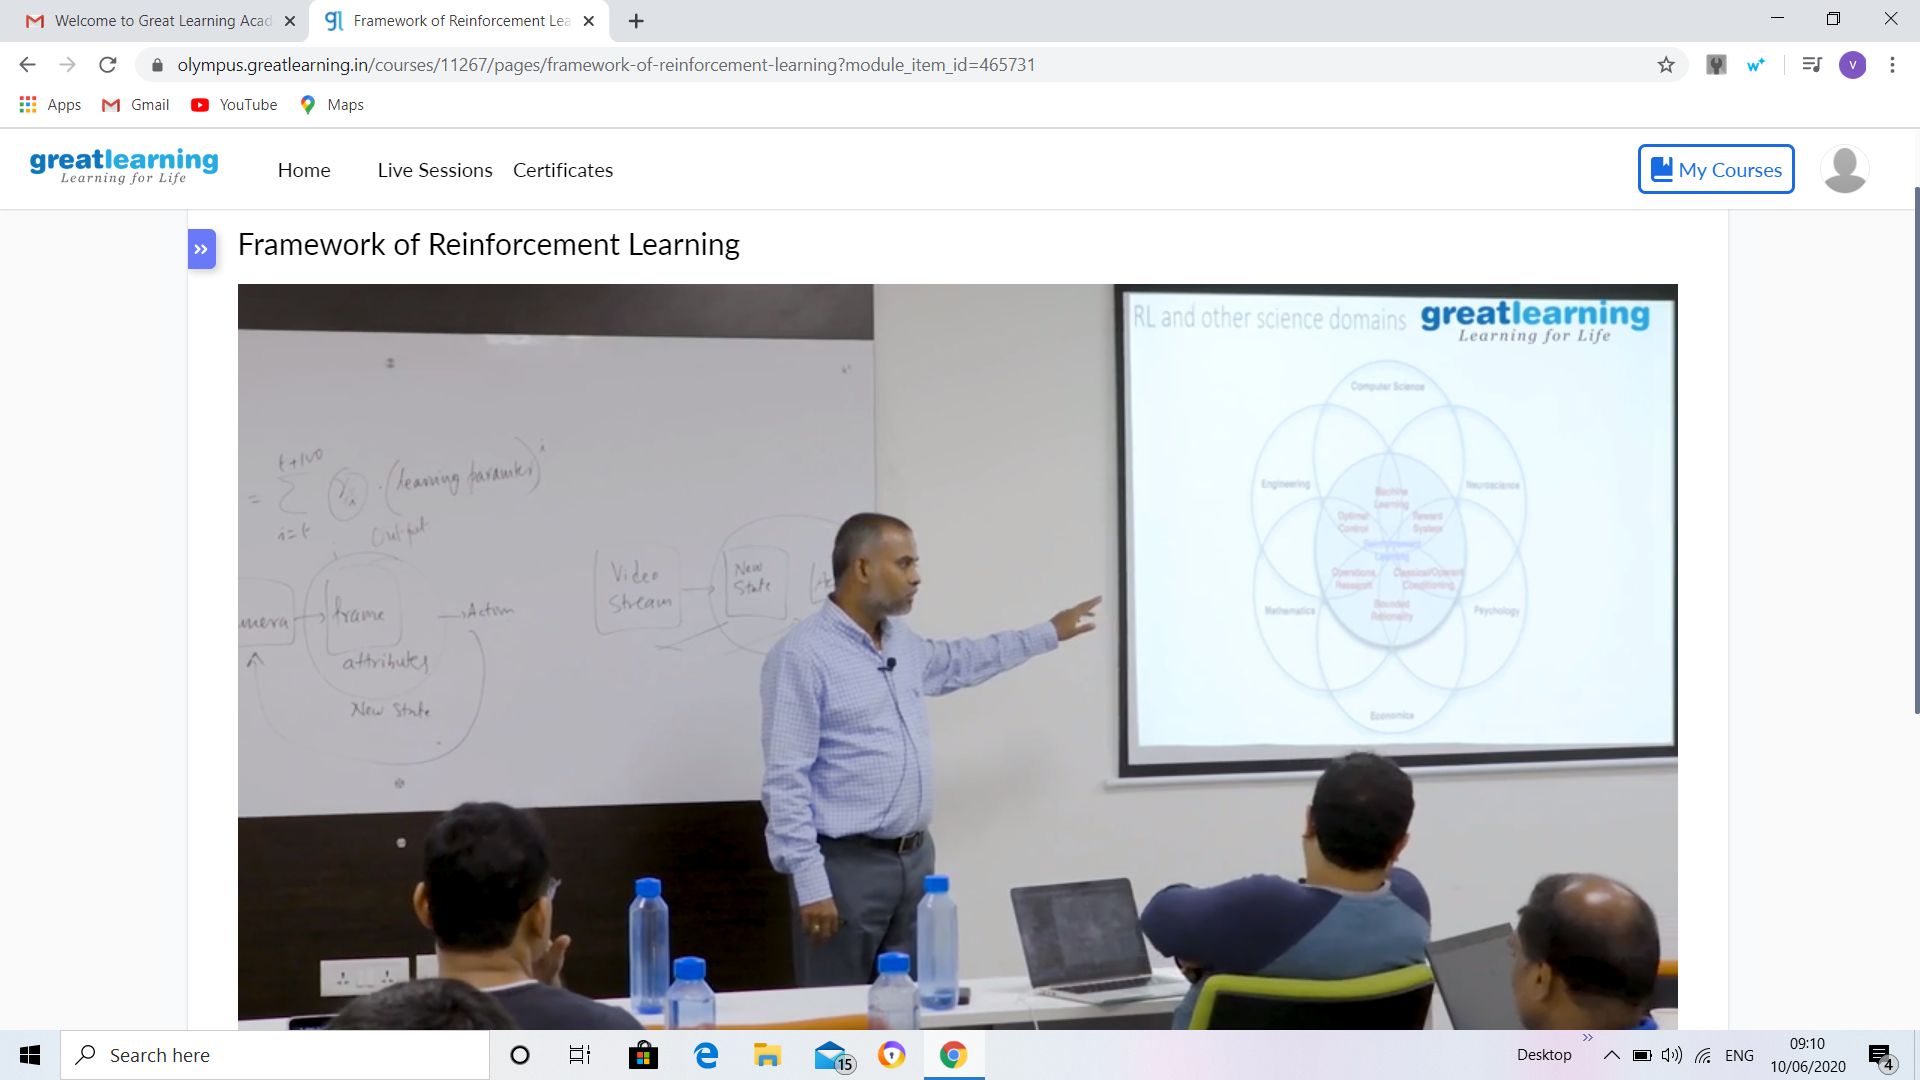 Welcome to Great Learning Acad
Framework of Reinforcement Lea
olympus.greatlearning.in/courses/11267/pages/framework-of-reinforcement-learning?module_item_id=465731
V
Apps
Gmail
YouTube
Maps
greatlearning
Learning for Life
Home
Live Sessions
Certificates
My Courses
Framework of Reinforcement Learning
RL and other science domains
greatlearning
Learning for Life
Computer Science
Engineering
Neuroscience
Machine
Learning
Optimal
Control
Reward
System
Reinforcement
Learning
Operations
Research
Classical/Operant
Conditioning
Bounded
Rationality
Mathematics
Psychology
Economics
t+100
= Σ
· (learning parameter)^i
i=t
Output
Video
Stream
New
State
mera
frame
Action
attributes
New State
Search here
15
Desktop
ENG
09:10
10/06/2020
4